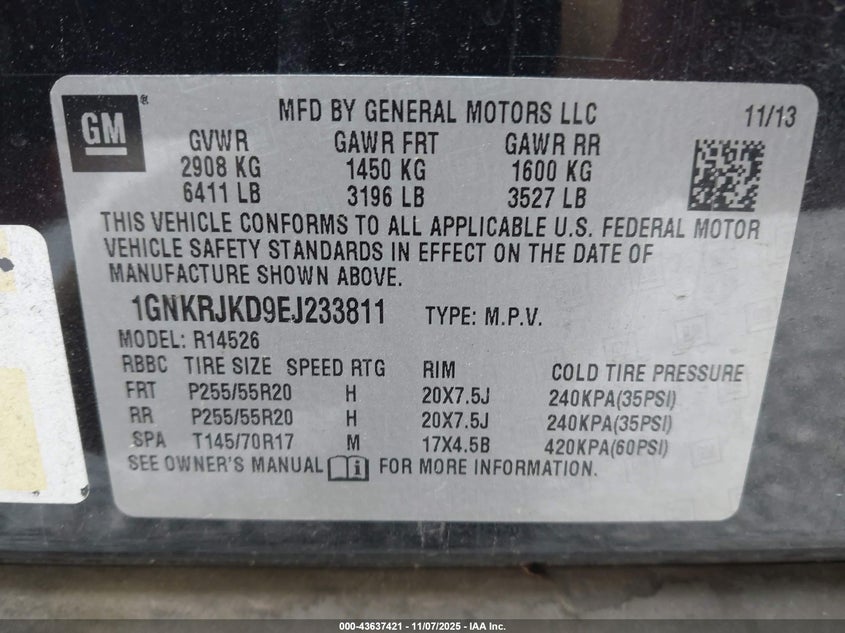 GM®
MFD BY GENERAL MOTORS LLC 11/13
GVWR GAWR FRT GAWR RR
2908 KG 1450 KG 1600 KG
6411 LB 3196 LB 3527 LB
THIS VEHICLE CONFORMS TO ALL APPLICABLE U.S. FEDERAL MOTOR
VEHICLE SAFETY STANDARDS IN EFFECT ON THE DATE OF
MANUFACTURE SHOWN ABOVE.
1GNKRJKD9EJ233811 TYPE: M.P.V.
MODEL: R14526
RBBC TIRE SIZE SPEED RTG RIM COLD TIRE PRESSURE
FRT P255/55R20 H 20X7.5J 240KPA(35PSI)
RR P255/55R20 H 20X7.5J 240KPA(35PSI)
SPA T145/70R17 M 17X4.5B 420KPA(60PSI)
SEE OWNER'S MANUAL i FOR MORE INFORMATION.
000-43637421 - 11/07/2025 - IAA Inc.